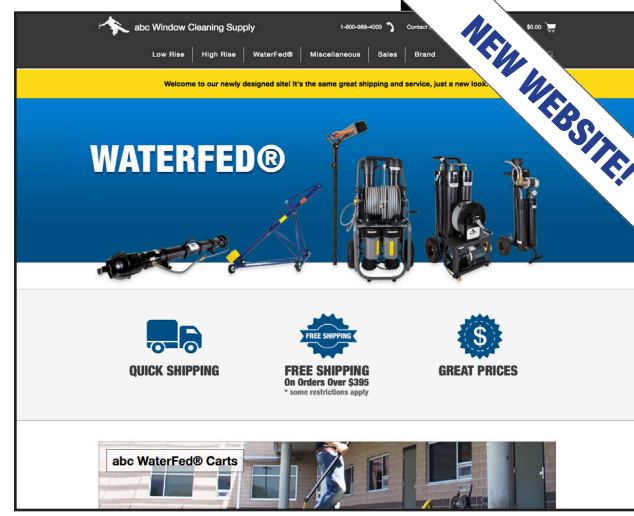 abc Window Cleaning Supply
1-800-989-4003
Contact
$0.00
NEW WEBSITE!
Low Rise
High Rise
WaterFed®
Miscellaneous
Sales
Brand
Welcome to our newly designed site! It's the same great shipping and service, just a new look.
WATERFED®
QUICK SHIPPING
FREE SHIPPING
FREE SHIPPING
On Orders Over $395
* some restrictions apply
$
GREAT PRICES
abc WaterFed® Carts